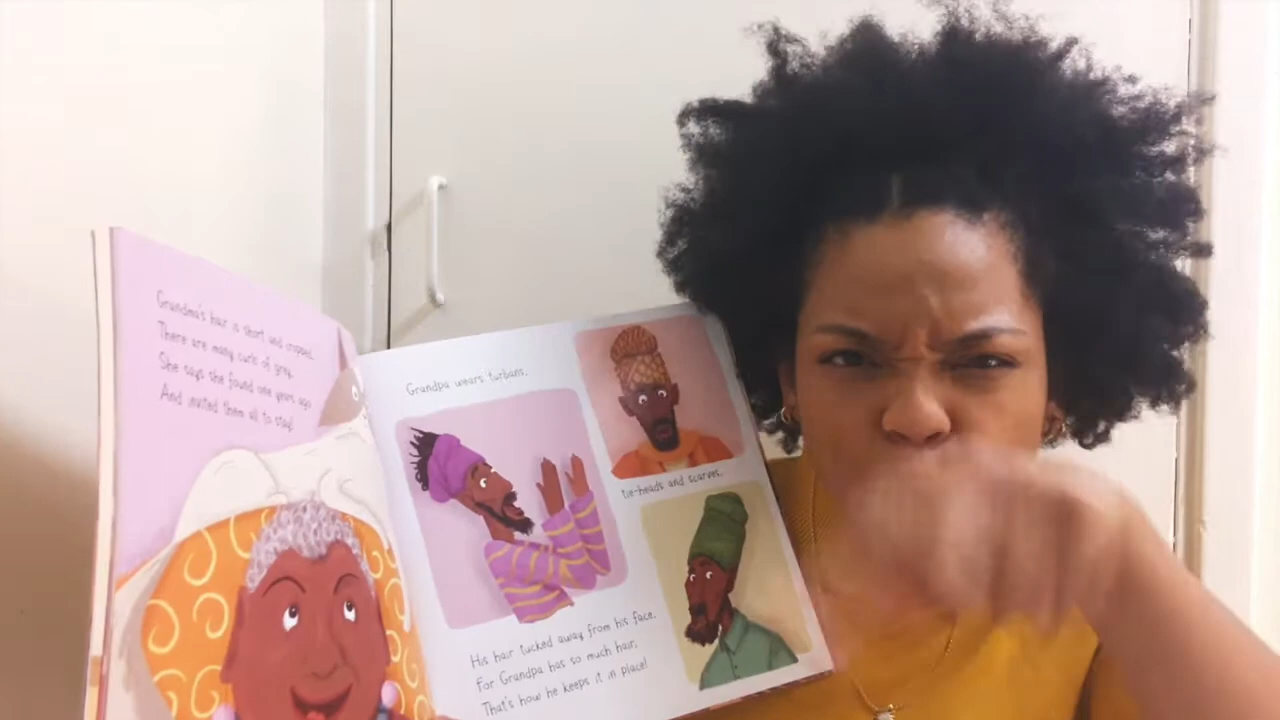 Grandma's hair is short and cropped.
There are many curls of grey.
She says she found one years ago
And invited them all to stay!
Grandpa wears turbans,
tie-heads and scarves,
His hair tucked away from his face.
For Grandpa has so much hair,
That's how he keeps it in place!